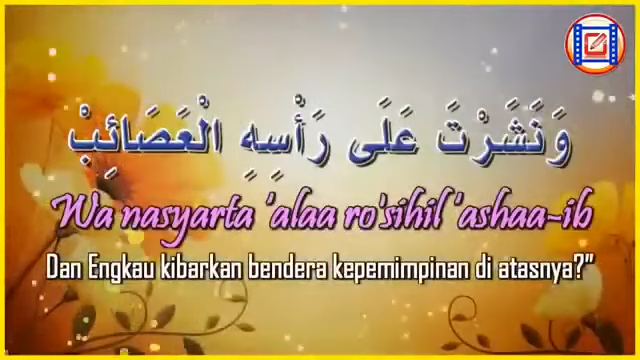 وَنَشَرْتَ عَلَى رَأْسِهِ الْعَصَائِبْ
Wa nasyarta 'alaa ro'sihil 'ashaa-ib
Dan Engkau kibarkan bendera kepemimpinan di atasnya?"